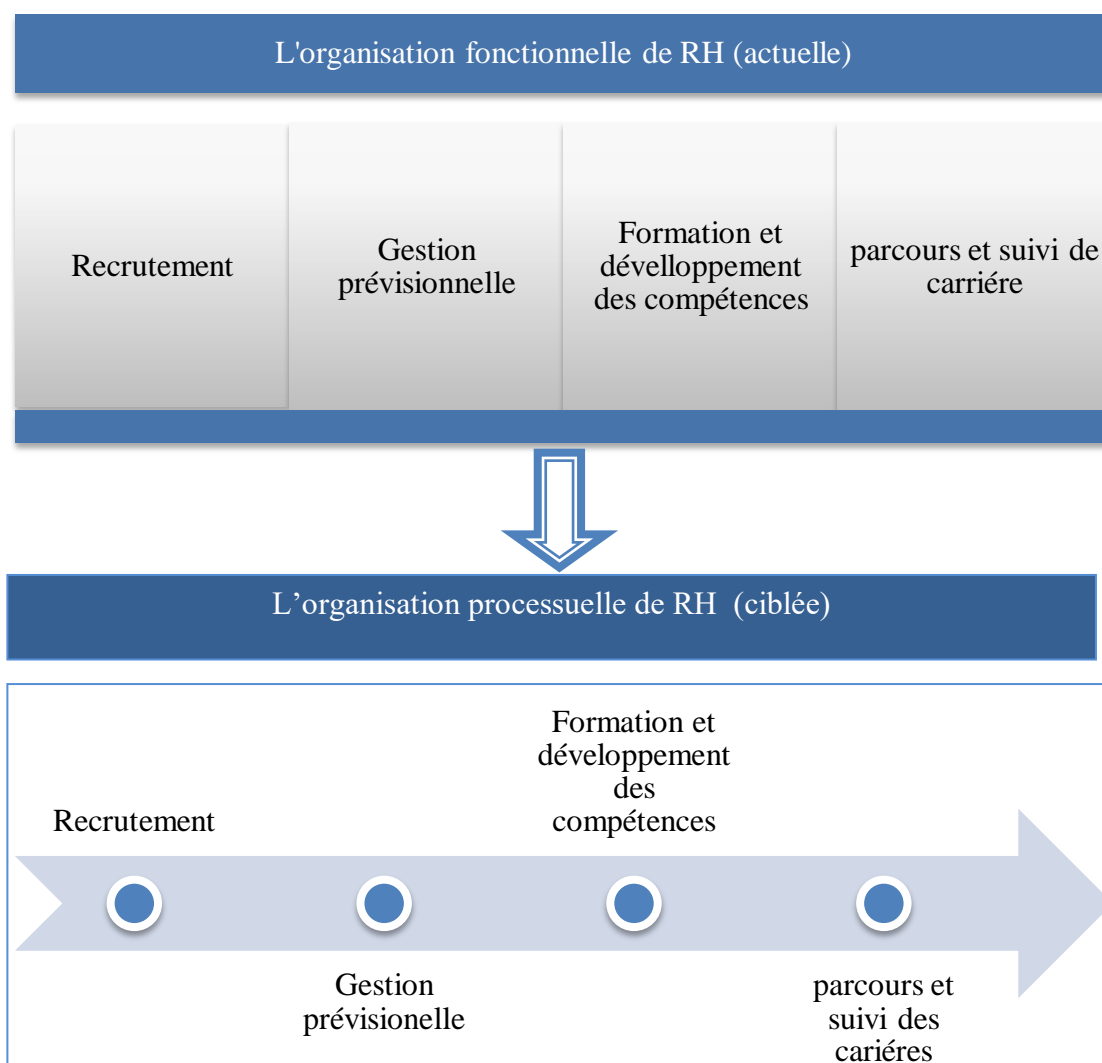 L'organisation fonctionnelle de RH (actuelle)
Recrutement
Gestion
prévisionnelle
Formation et
dévelloppement
des compétences
parcours et suivi de
carriére
L’organisation processuelle de RH (ciblée)
Recrutement
Gestion
prévisionelle
Formation et
développement
des
compétences
parcours et
suivi des
cariéres